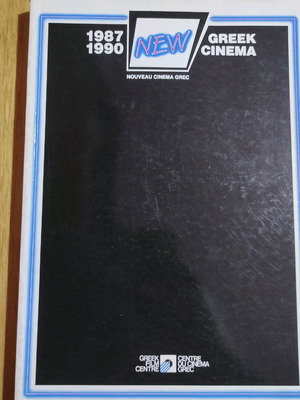 1987
1990
NEW
GREEK
CINEMA
NOUVEAU CINEMA GREC
GREEK
FILM
CENTRE
CENTRE
DU CINEMA
GREC